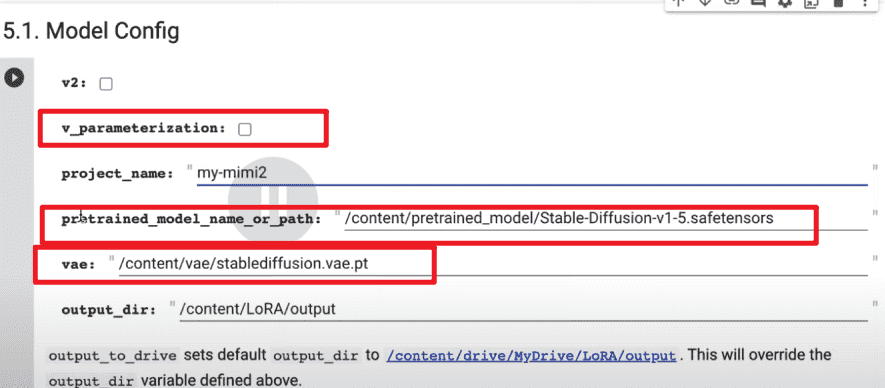 5.1. Model Config
v2:
v_parameterization:
project_name: "my-mimi2"
pretrained_model_name_or_path: "/content/pretrained_model/Stable-Diffusion-v1-5.safetensors"
vae: "/content/vae/stablediffusion.vae.pt"
output_dir: "/content/LoRA/output"
output_to_drive sets default output_dir to /content/drive/MyDrive/LoRA/output. This will override the
output_dir variable defined above.